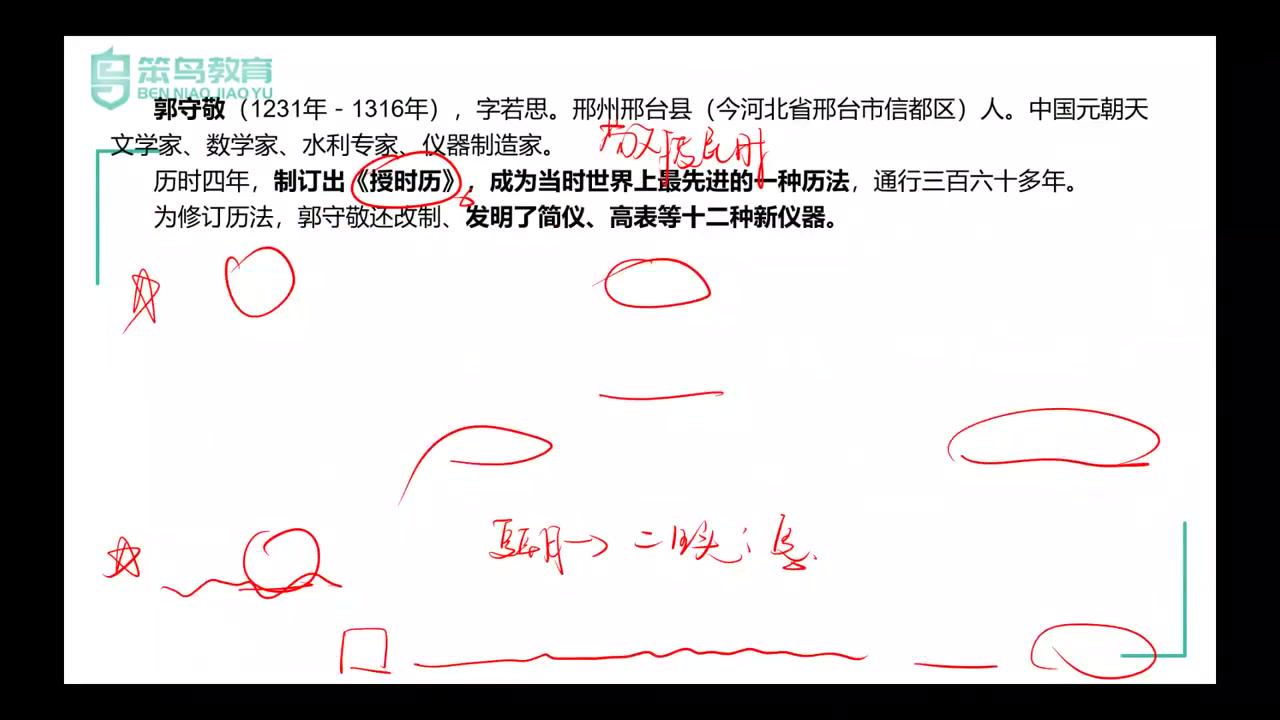 笨鸟教育
BEN NIAO JIAO YU
郭守敬（1231年－1316年），字若思。邢州邢台县（今河北省邢台市信都区）人。中国元朝天
文学家、数学家、水利专家、仪器制造家。
敬授民时
历时四年，制订出《授时历》，成为当时世界上最先进的一种历法，通行三百六十多年。
为修订历法，郭守敬还改制、发明了简仪、高表等十二种新仪器。